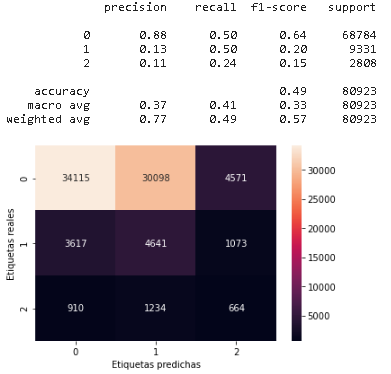 precision recall f1-score support
0 0.88 0.50 0.64 68784
1 0.13 0.50 0.20 9331
2 0.11 0.24 0.15 2808
accuracy 0.49 80923
macro avg 0.37 0.41 0.33 80923
weighted avg 0.77 0.49 0.57 80923
Etiquetas reales
0
1
2
34115 30098 4571
3617 4641 1073
910 1234 664
0 1 2
Etiquetas predichas
30000
25000
20000
15000
10000
5000